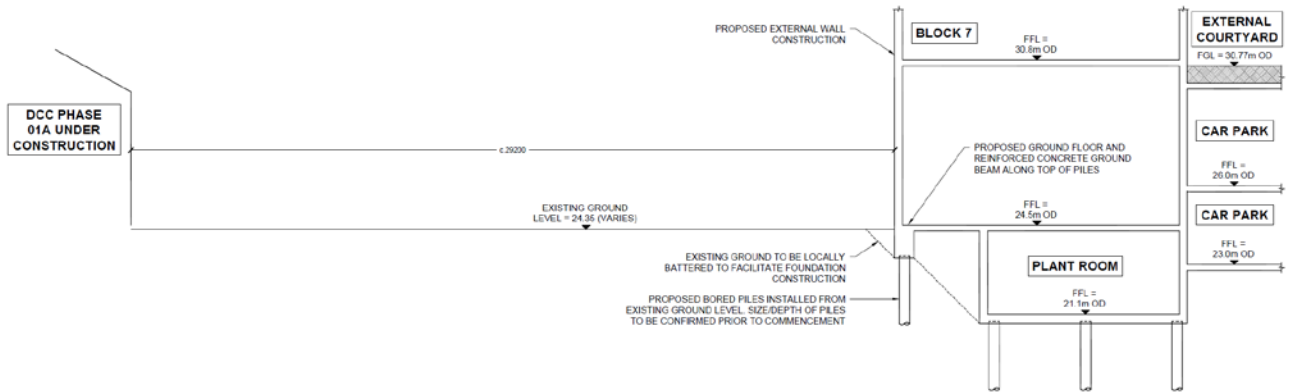 PROPOSED EXTERNAL WALL
CONSTRUCTION
BLOCK 7
FFL =
30.8m OD
EXTERNAL
COURTYARD
FGL = 30.77m OD
DCC PHASE
01A UNDER
CONSTRUCTION
c.29200
CAR PARK
PROPOSED GROUND FLOOR AND
REINFORCED CONCRETE GROUND
BEAM ALONG TOP OF PILES
FFL =
26.0m OD
EXISTING GROUND
LEVEL = 24.35 (VARIES)
FFL =
24.5m OD
CAR PARK
EXISTING GROUND TO BE LOCALLY
BATTERED TO FACILITATE FOUNDATION
CONSTRUCTION
PLANT ROOM
FFL =
23.0m OD
PROPOSED BORED PILES INSTALLED FROM
EXISTING GROUND LEVEL. SIZE/DEPTH OF PILES
TO BE CONFIRMED PRIOR TO COMMENCEMENT
FFL =
21.1m OD